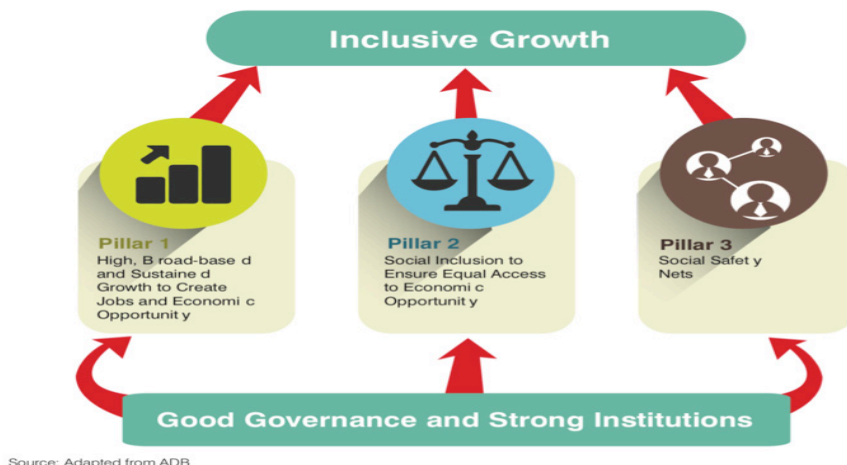 Inclusive Growth
Pillar 1
High, B road-base d
and Sustaine d
Growth to Create
Jobs and Economi c
Opportunit y
Pillar 2
Social Inclusion to
Ensure Equal Access
to Economi c
Opportunit y
Pillar 3
Social Safet y
Nets
Good Governance and Strong Institutions
Source: Adapted from ADB